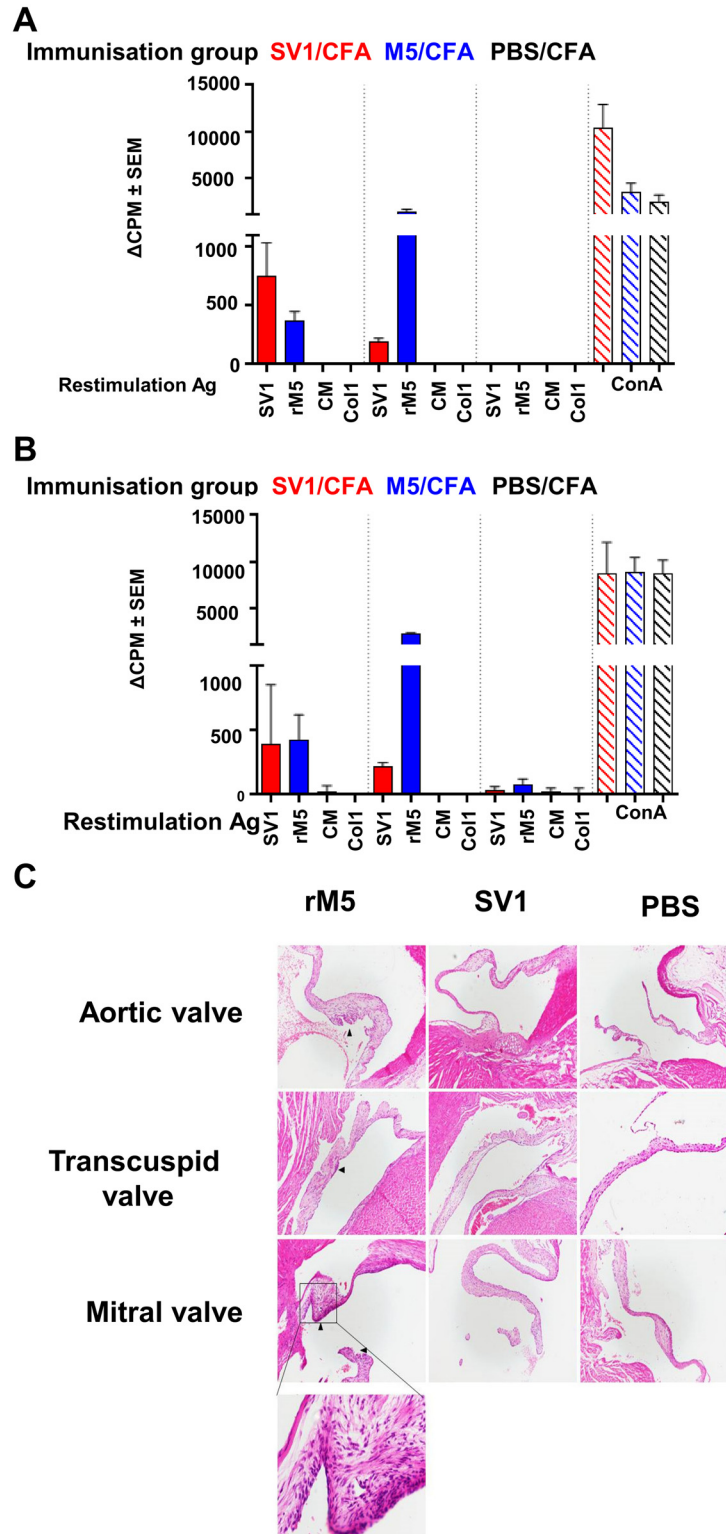 A
Immunisation group SV1/CFA M5/CFA PBS/CFA
ΔCPM ± SEM
15000
10000
5000
1000
500
0
Restimulation Ag
SV1 rM5 CM Col1 SV1 rM5 CM Col1 SV1 rM5 CM Col1 ConA
B
Immunisation group SV1/CFA M5/CFA PBS/CFA
ΔCPM ± SEM
15000
10000
5000
1000
500
0
Restimulation Ag
SV1 rM5 CM Col1 SV1 rM5 CM Col1 SV1 rM5 CM Col1 ConA
C
rM5 SV1 PBS
Aortic valve
Transcuspid
valve
Mitral valve